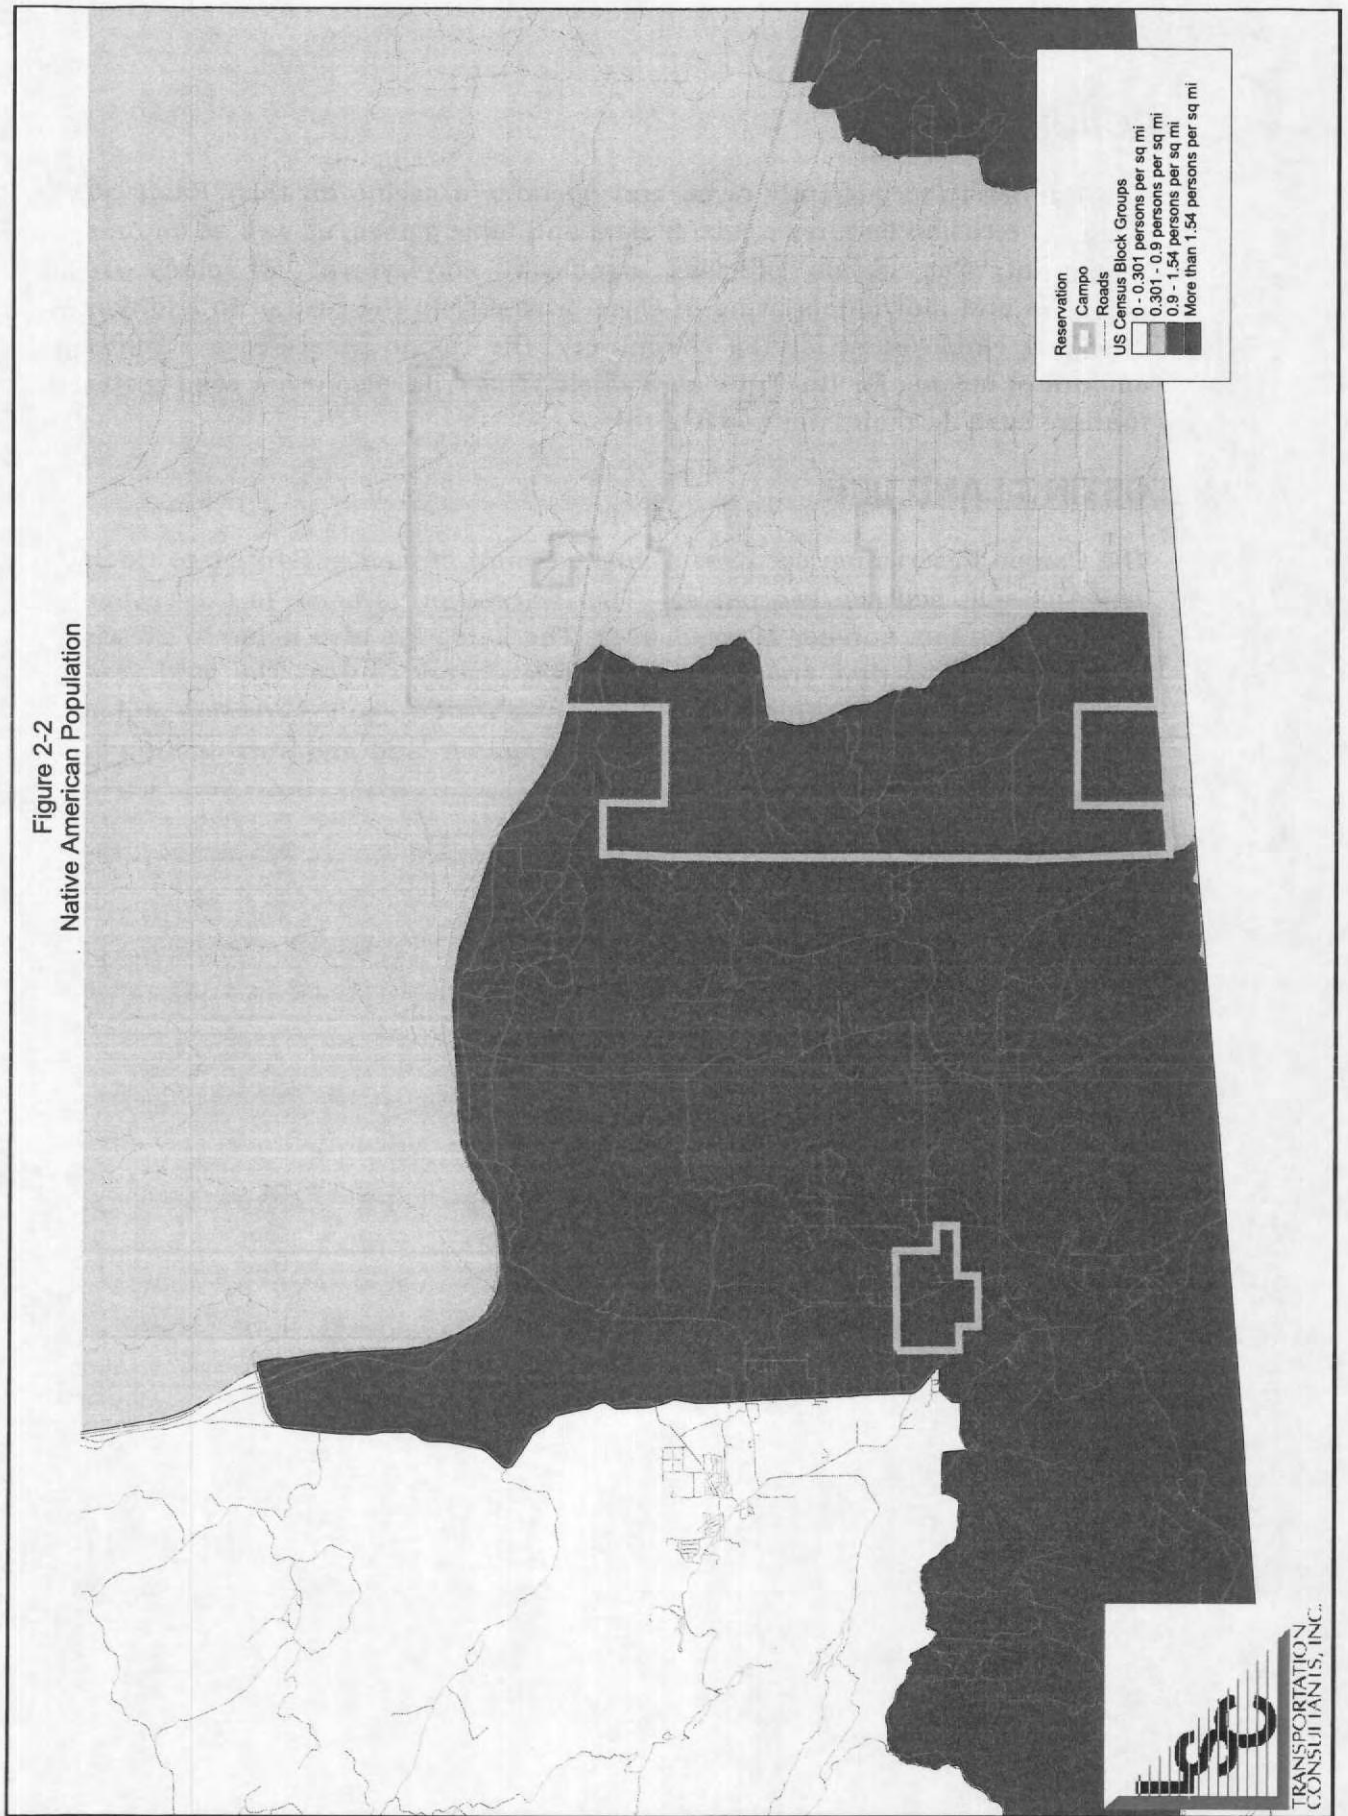 Figure 2-2
Native American Population
Reservation
Campo
Roads
US Census Block Groups
0 - 0.301 persons per sq mi
0.301 - 0.9 persons per sq mi
0.9 - 1.54 persons per sq mi
More than 1.54 persons per sq mi
LSC
TRANSPORTATION
CONSULTANTS, INC.